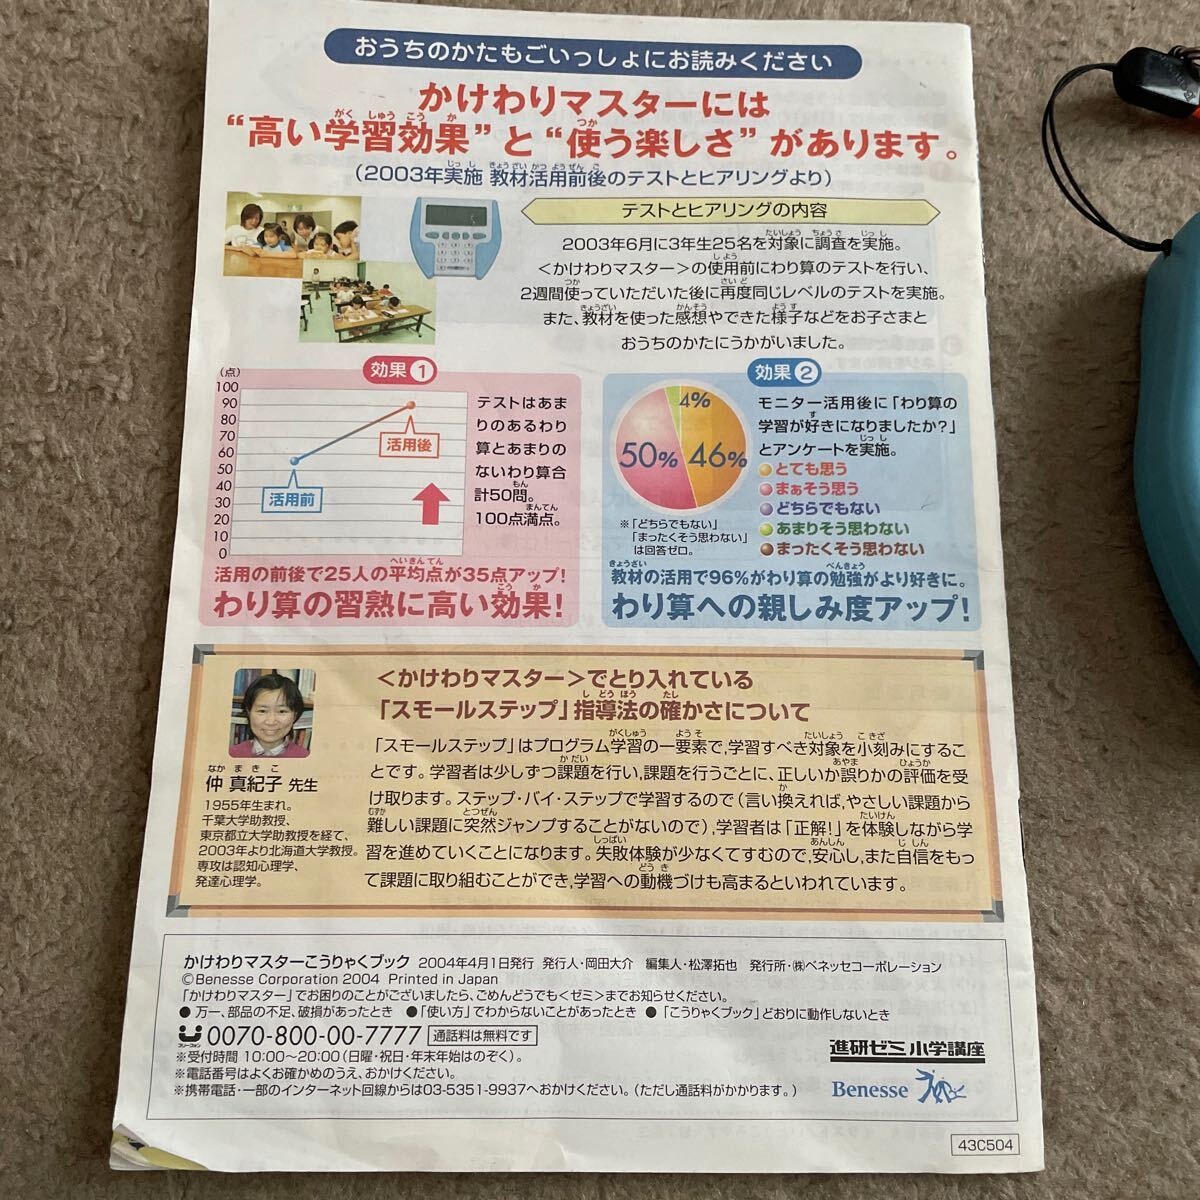 おうちのかたもごいっしょにお読みください
かけわりマスターには
“高い学習効果”と“使う楽しさ”があります。
(2003年実施 教材活用前後のテストとヒアリングより)
テストとヒアリングの内容
2003年6月に3年生25名を対象に調査を実施。
<かけわりマスター>の使用前にわり算のテストを行い、
2週間使っていただいた後に再度同じレベルのテストを実施。
また、教材を使った感想やできた様子などをお子さまと
おうちのかたにうかがいました。
効果1
(点)
100
90
80
70
60
50
40
30
20
10
0
活用前
活用後
テストはあま
りのあるわり
算とあまりの
ないわり算合
計50問。
100点満点。
活用の前後で25人の平均点が35点アップ!
わり算の習熟に高い効果!
効果2
4%
50%
46%
※「どちらでもない」
「まったくそう思わない」
は回答ゼロ。
モニター活用後に「わり算の
学習が好きになりましたか?」
とアンケートを実施。
とても思う
まぁそう思う
どちらでもない
あまりそう思わない
まったくそう思わない
教材の活用で96%がわり算の勉強がより好きに。
わり算への親しみ度アップ!
<かけわりマスター>でとり入れている
「スモールステップ」指導法の確かさについて
なか まきこ
仲 真紀子 先生
1955年生まれ。
千葉大学助教授、
東京都立大学助教授を経て、
2003年より北海道大学教授。
専攻は認知心理学、
発達心理学。
「スモールステップ」はプログラム学習の一要素で、学習すべき対象を小刻みにするこ
とです。学習者は少しずつ課題を行い、課題を行うごとに、正しいか誤りかの評価を受
け取ります。ステップ・バイ・ステップで学習するので(言い換えれば、やさしい課題から
難しい課題に突然ジャンプすることがないので)、学習者は「正解!」を体験しながら学
習を進めていくことになります。失敗体験が少なくてすむので、安心し、また自信をもっ
て課題に取り組むことができ、学習への動機づけも高まるといわれています。
かけわりマスターこうりゃくブック 2004年4月1日発行 発行人・岡田大介 編集人・松澤拓也 発行所・㈱ベネッセコーポレーション
©Benesse Corporation 2004 Printed in Japan
「かけわりマスター」でお困りのことがございましたら、ごめんどうでも<ゼミ>までお知らせください。
● 万一、部品の不足、破損があったとき ●「使い方」でわからないことがあったとき ●「こうりゃくブック」どおりに動作しないとき
フリーフォン 0070-800-00-7777 通話料は無料です
※受付時間 10:00~20:00(日曜・祝日・年末年始はのぞく)。
※電話番号はよくお確かめのうえ、おかけください。
※携帯電話・一部のインターネット回線からは03-5351-9937へおかけください。(ただし通話料がかかります。)
進研ゼミ小学講座
Benesse
43C504